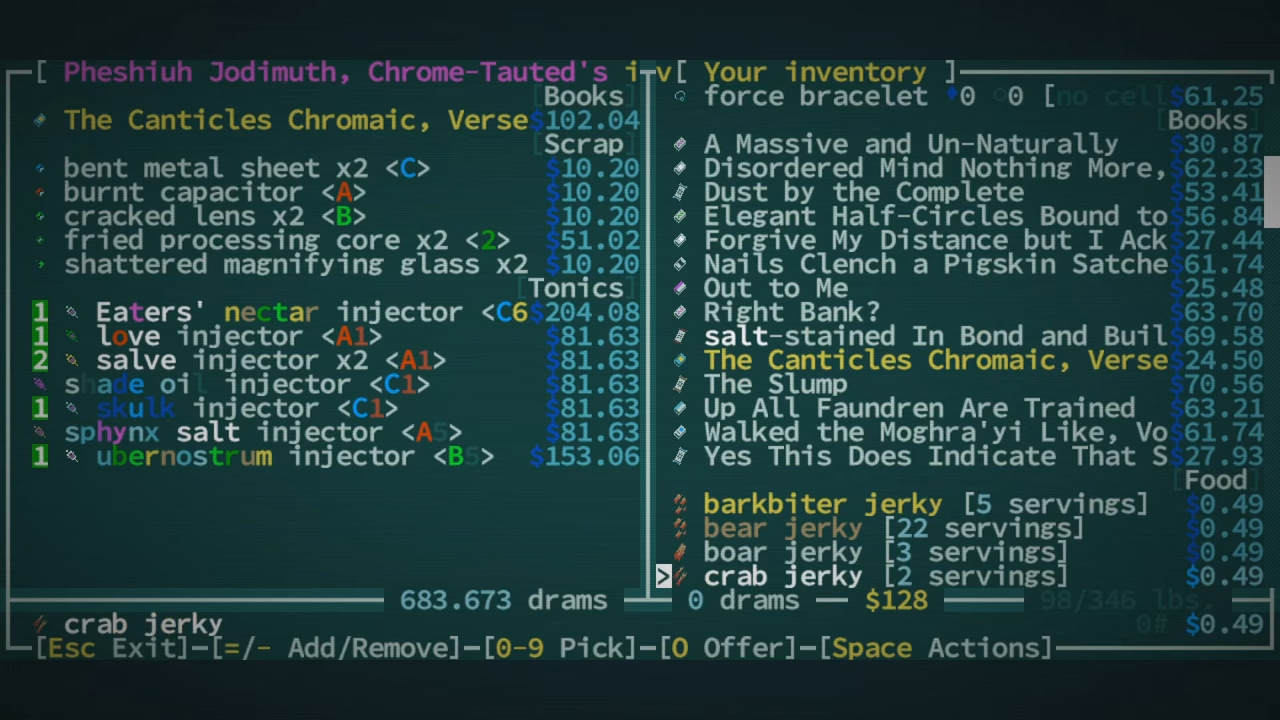 [ Pheshiuh Jodimuth, Chrome-Tauted's inv
[Books]
The Canticles Chromaic, Verse $102.04
[Scrap]
bent metal sheet x2 <C> $10.20
burnt capacitor <A> $10.20
cracked lens x2 <B> $10.20
fried processing core x2 <2> $51.02
shattered magnifying glass x2 $10.20
[Tonics]
1 Eaters' nectar injector <C6 $204.08
1 love injector <A1> $81.63
2 salve injector x2 <A1> $81.63
shade oil injector <C1> $81.63
1 skulk injector <C1> $81.63
sphynx salt injector <A5> $81.63
1 ubernostrum injector <B5> $153.06
683.673 drams
[ Your inventory ]
force bracelet ♦0 ○0 [no cell $61.25
[Books]
A Massive and Un-Naturally $30.87
Disordered Mind Nothing More, $62.23
Dust by the Complete $53.41
Elegant Half-Circles Bound to $56.84
Forgive My Distance but I Ack $27.44
Nails Clench a Pigskin Satche $61.74
Out to Me $25.48
Right Bank? $63.70
salt-stained In Bond and Buil $69.58
The Canticles Chromaic, Verse $24.50
The Slump $70.56
Up All Faundren Are Trained $63.21
Walked the Moghra'yi Like, Vo $61.74
Yes This Does Indicate That S $27.93
[Food]
barkbiter jerky [5 servings] $0.49
bear jerky [22 servings] $0.49
boar jerky [3 servings] $0.49
> crab jerky [2 servings] $0.49
0 drams — $128 98/346 lbs.
crab jerky 0# $0.49
[Esc Exit]—[=/- Add/Remove]—[0-9 Pick]—[O Offer]—[Space Actions]